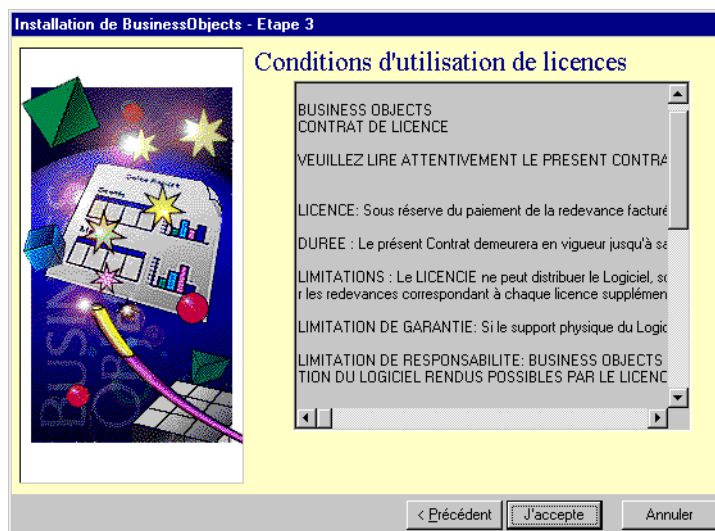 Installation de BusinessObjects - Etape 3
Conditions d'utilisation de licences
BUSINESS OBJECTS
CONTRAT DE LICENCE
VEUILLEZ LIRE ATTENTIVEMENT LE PRESENT CONTRA
LICENCE: Sous réserve du paiement de la redevance facturé
DUREE : Le présent Contrat demeurera en vigueur jusqu'à sa
LIMITATIONS : Le LICENCIE ne peut distribuer le Logiciel, so
r les redevances correspondant à chaque licence supplémen
LIMITATION DE GARANTIE: Si le support physique du Logic
LIMITATION DE RESPONSABILITE: BUSINESS OBJECTS
TION DU LOGICIEL RENDUS POSSIBLES PAR LE LICENC
BUSIN
OBJE
< Précédent
J'accepte
Annuler